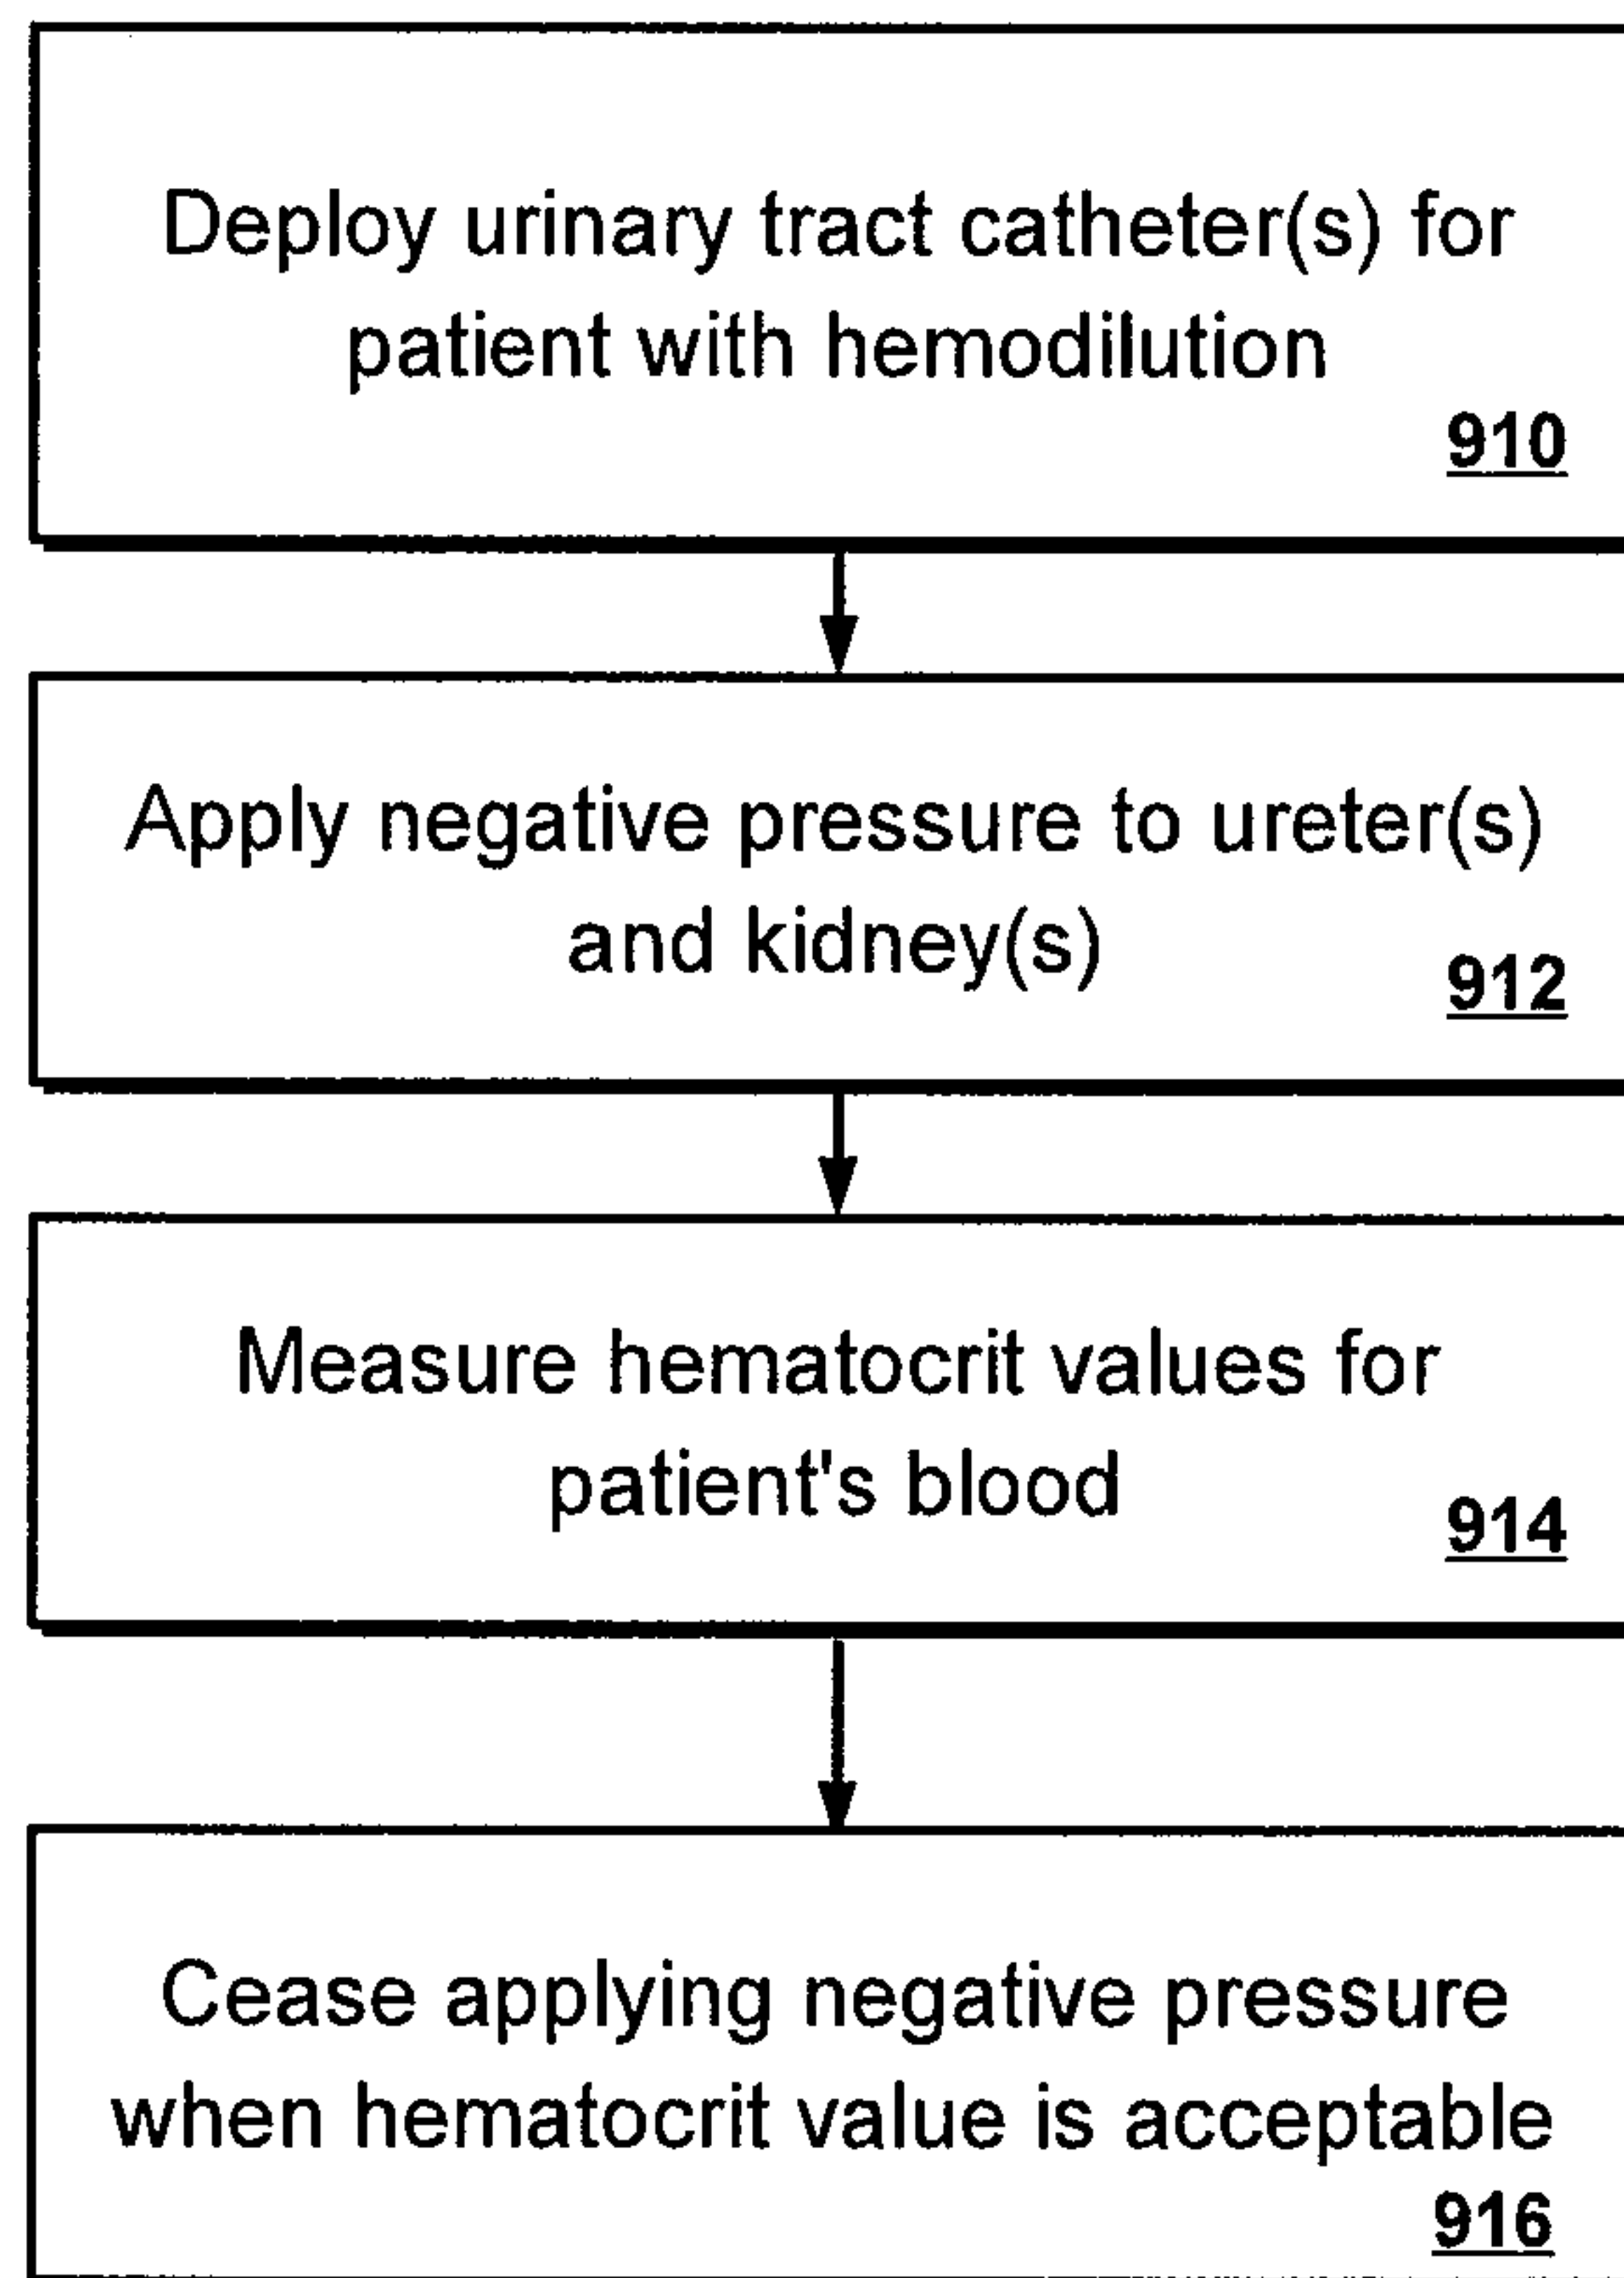 Deploy urinary tract catheter(s) for
patient with hemodilution
910
Apply negative pressure to ureter(s)
and kidney(s)
912
Measure hematocrit values for
patient's blood
914
Cease applying negative pressure
when hematocrit value is acceptable
916